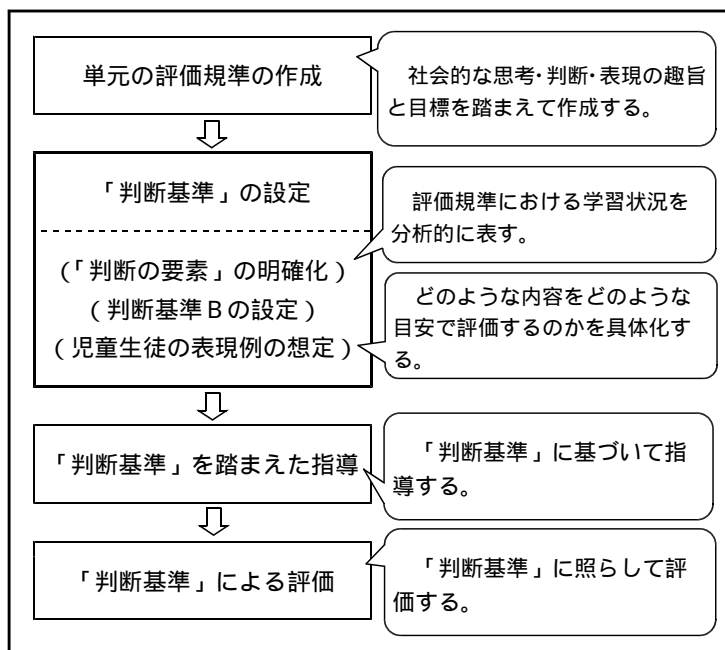 単元の評価規準の作成
社会的な思考・判断・表現の趣旨
と目標を踏まえて作成する。
「判断基準」の設定
評価規準における学習状況を
分析的に表す。
(「判断の要素」の明確化)
(判断基準Bの設定)
(児童生徒の表現例の想定)
どのような内容をどのような
目安で評価するのかを具体化す
る。
「判断基準」を踏まえた指導
「判断基準」に基づいて指
導する。
「判断基準」による評価
「判断基準」に照らして評
価する。